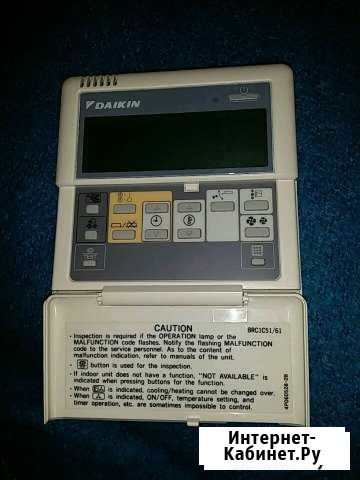 DAIKIN
TEST
CAUTION
BRC1C51/61
• Inspection is required if the OPERATION lamp or the
MALFUNCTION code flashes. Notify the flashing MALFUNCTION
code to the service personnel. As to the content of
malfunction indication, refer to manuals of the unit.
• button is used for the inspection.
• If indoor unit does not have a function, "NOT AVAILABLE" is
indicated when pressing buttons for the function.
• When is indicated, cooling/heating cannot be changed over.
• When is indicated, ON/OFF, temperature setting, and
timer operation, etc. are sometimes impossible to control.
4P060528-2B
Интернет-
Кабинет.Ру